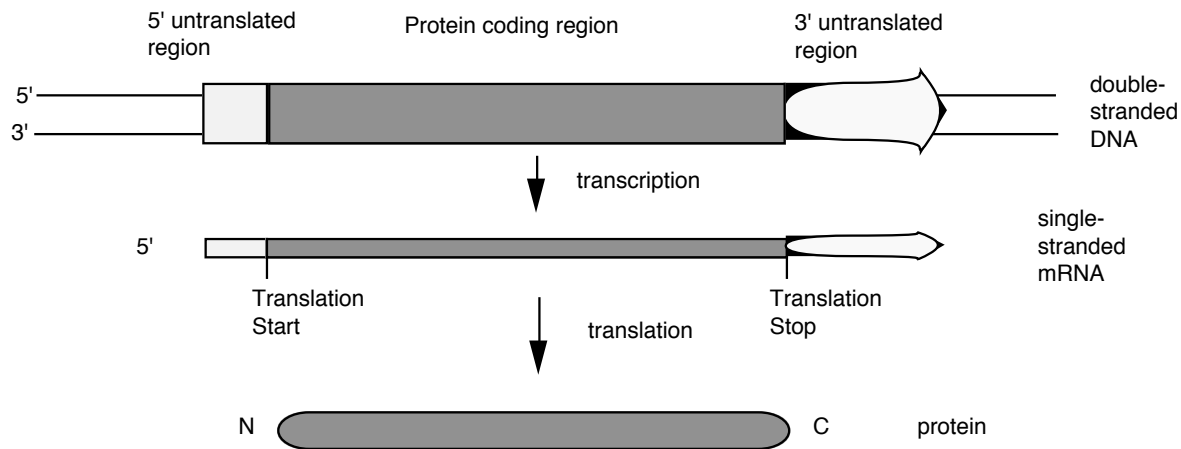 5' untranslated
region
Protein coding region
3' untranslated
region
5'
3'
double-
stranded
DNA
transcription
5'
single-
stranded
mRNA
Translation
Start
Translation
Stop
translation
N
C
protein